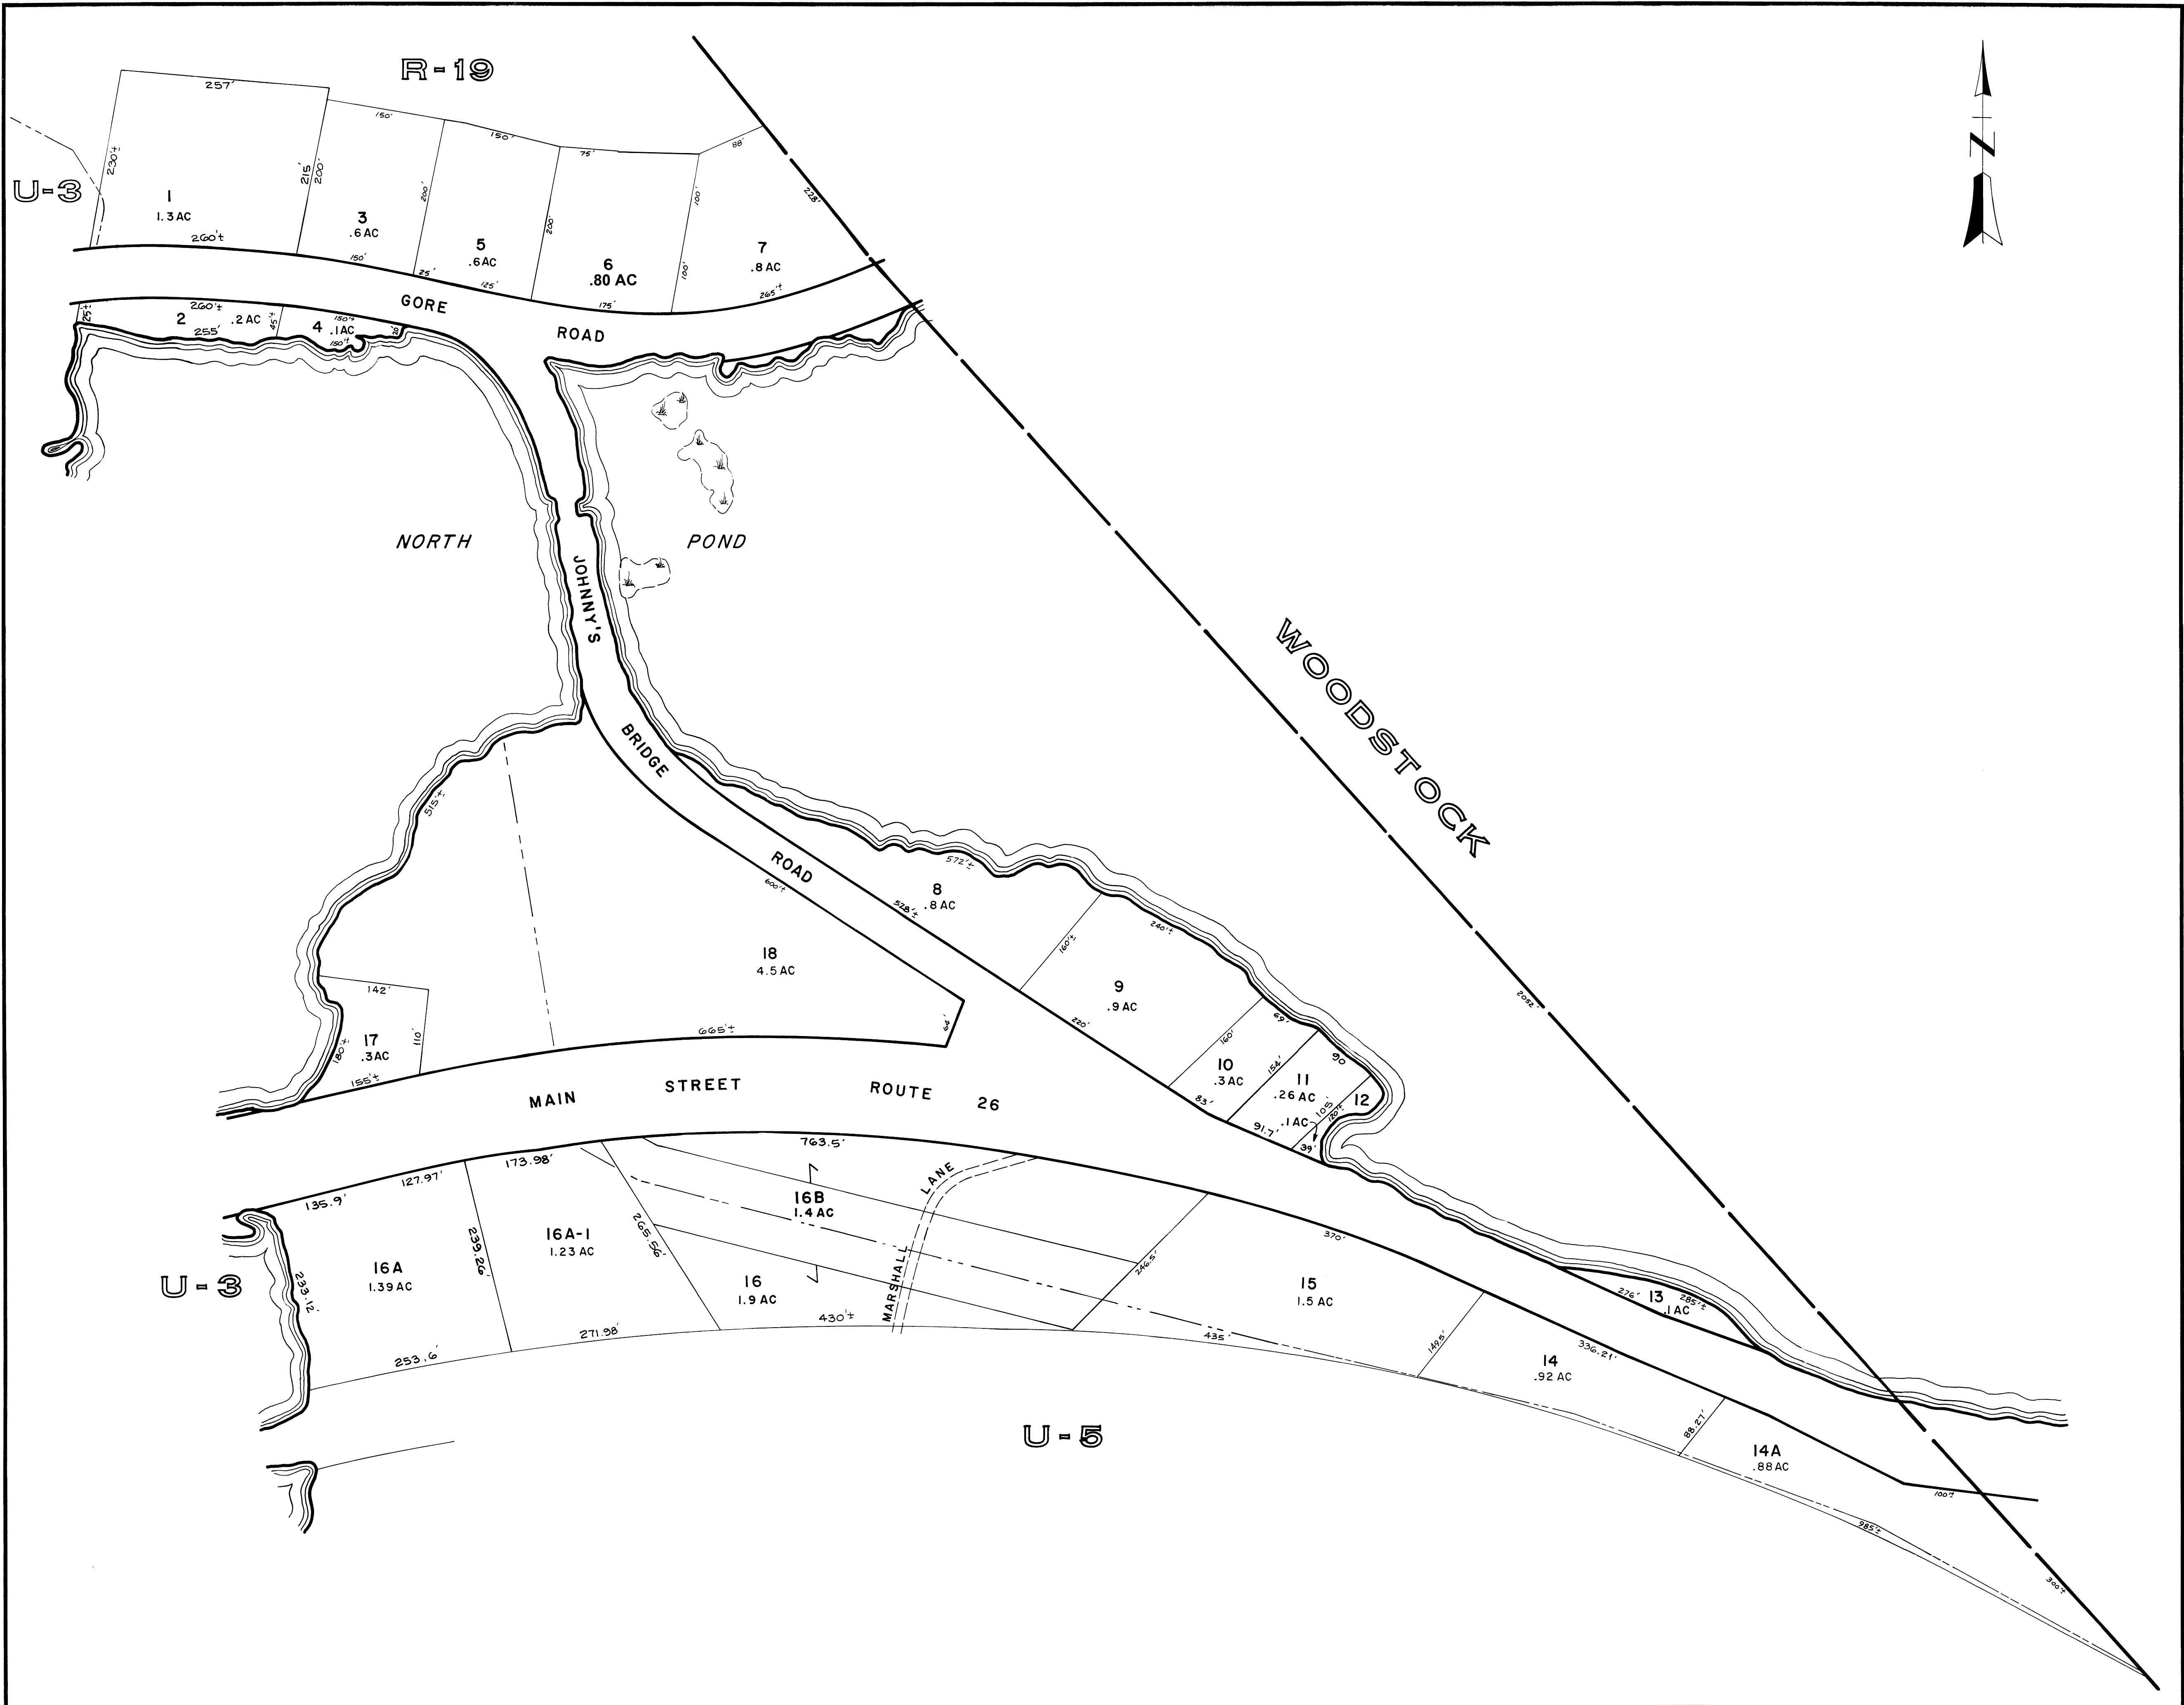 R-19
257'
230'±
215'
200'
150'
150'
75'
88'
228'
U-3
1
1.3 AC
260'±
3
.6 AC
150'
200'
5
.6 AC
25'
125'
200'
6
.80 AC
175'
100'
100'
7
.8 AC
265'±
N
GORE
ROAD
25'±
2
260'±
.2 AC
255'
45'±
4
150'±
.1 AC
150'±
20'
NORTH
POND
JOHNNY'S
BRIDGE
ROAD
WOODSTOCK
2052'
515'±
600'±
528'±
572'±
8
.8 AC
160'±
240'±
9
.9 AC
220'
18
4.5 AC
64'
665'±
142'
110'
17
.3 AC
180'±
155'±
160'
69'
10
.3 AC
83'
154'
90
11
.26 AC
91.7'
105'
120'±
12
.1 AC
39'
MAIN
STREET
ROUTE
26
763.5'
173.98'
127.97'
135.9'
U-3
233.12'
16A
1.39 AC
253.6'
239.26'
16A-1
1.23 AC
271.98'
265.56'
16B
1.4 AC
16
1.9 AC
430'±
MARSHALL
LANE
246.5'
370'
15
1.5 AC
435'
149.5'
276'
13
285'±
.1 AC
336.21'
14
.92 AC
88.27'
14A
.88 AC
100'±
985'±
300'±
U-5